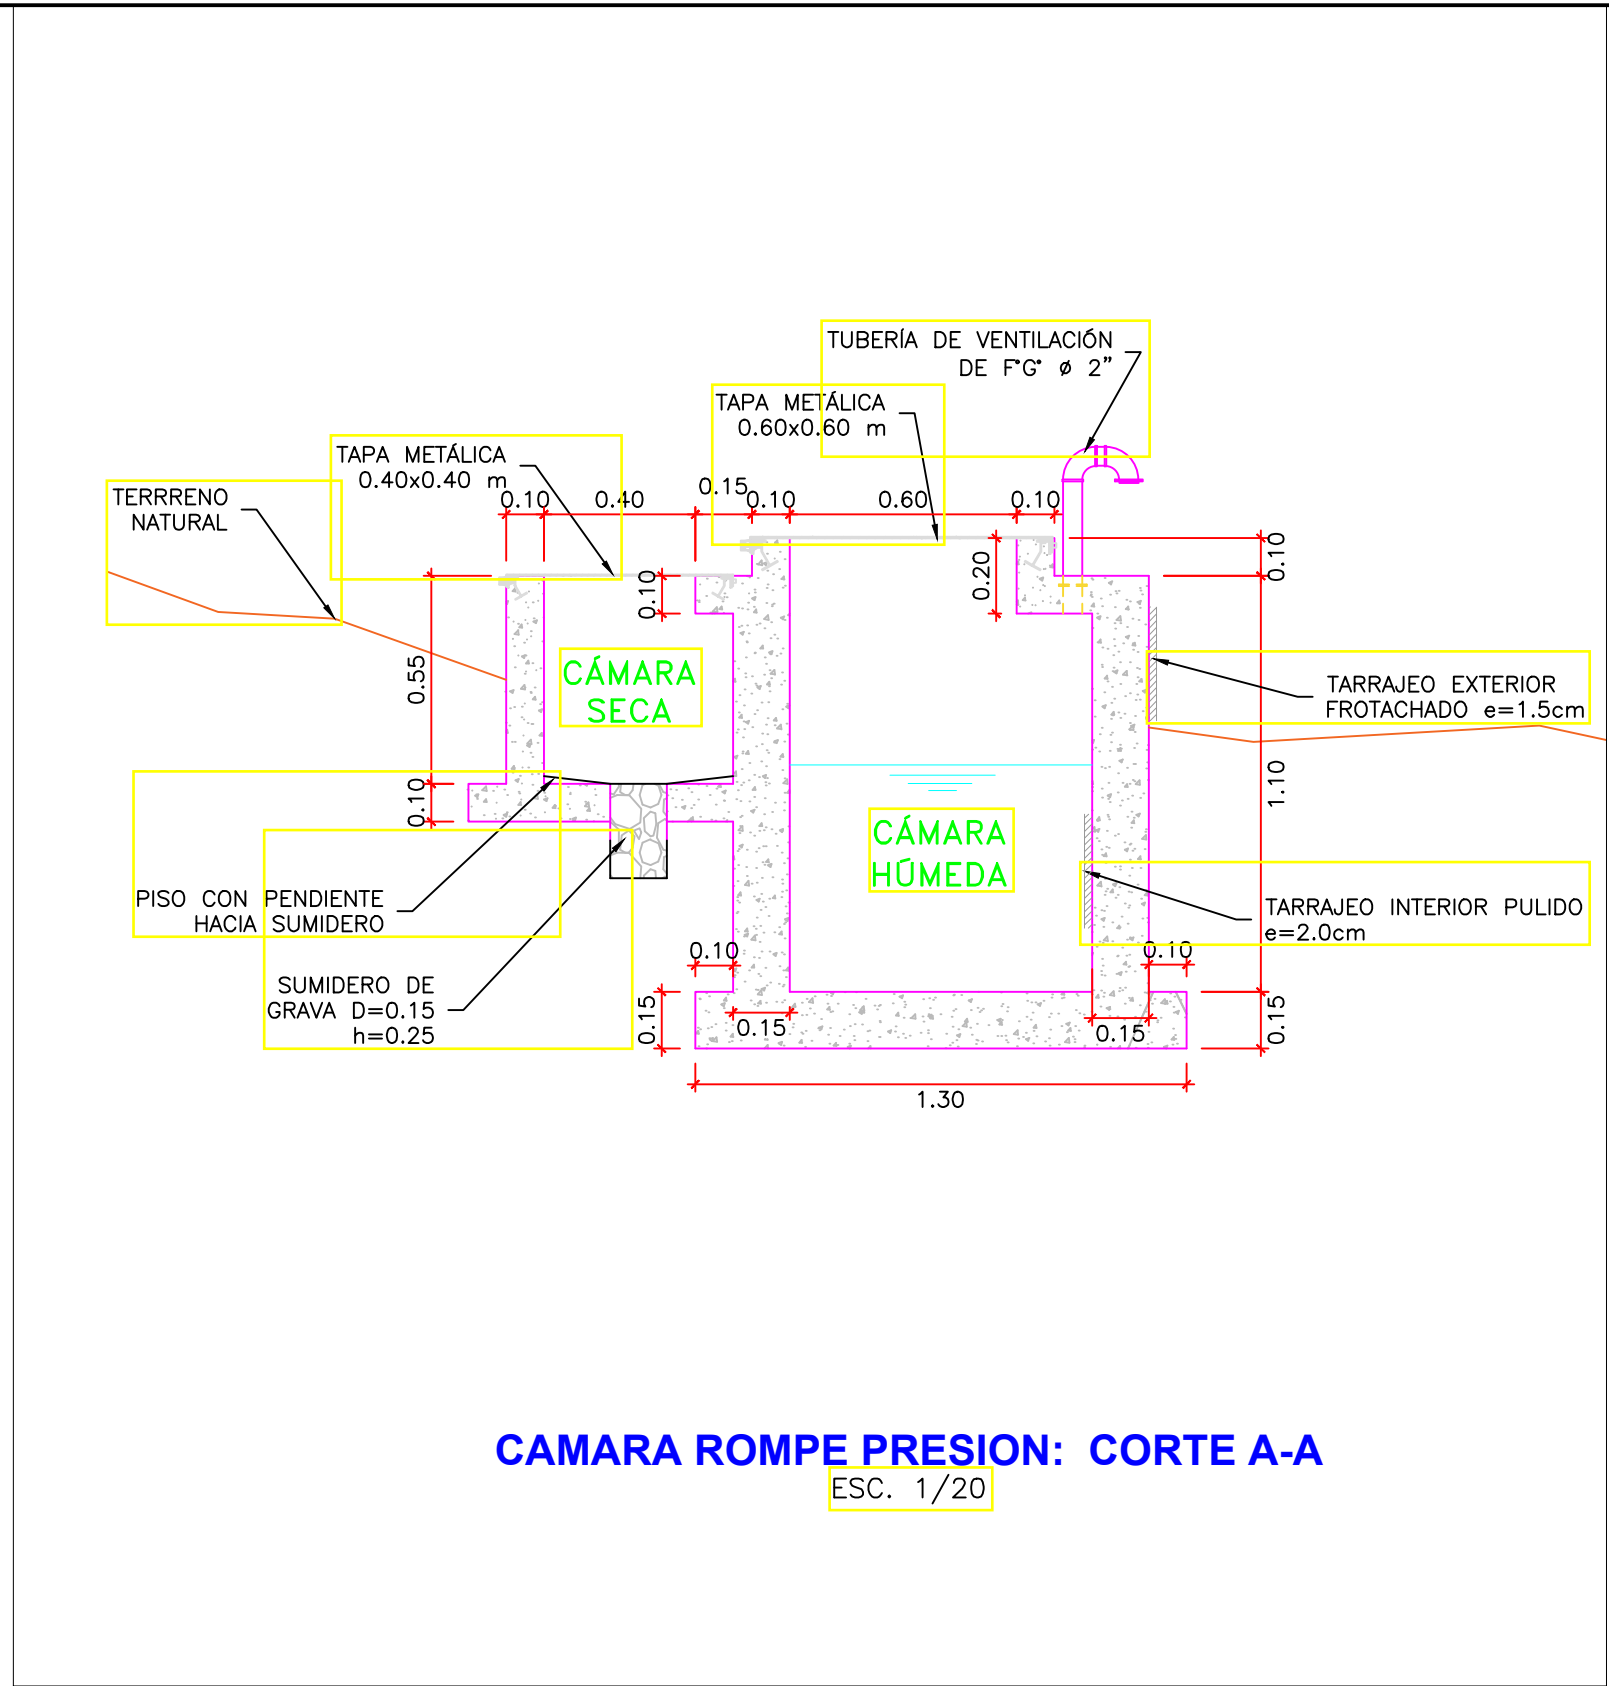 TUBERÍA DE VENTILACIÓN
DE F°G° ø 2"
TAPA METÁLICA
0.60x0.60 m
TAPA METÁLICA
0.40x0.40 m
TERRRENO
NATURAL
0.10
0.40
0.15
0.10
0.60
0.10
0.10
0.20
0.10
0.55
CÁMARA
SECA
TARRAJEO EXTERIOR
FROTACHADO e=1.5cm
1.10
0.10
CÁMARA
HÚMEDA
PISO CON PENDIENTE
HACIA SUMIDERO
TARRAJEO INTERIOR PULIDO
e=2.0cm
0.10
0.10
SUMIDERO DE
GRAVA D=0.15
h=0.25
0.15
0.15
0.15
0.15
1.30
CAMARA ROMPE PRESION: CORTE A-A
ESC. 1/20